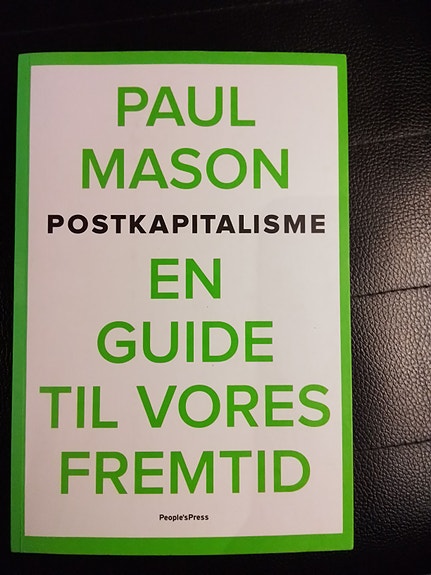 PAUL
MASON
POSTKAPITALISME
EN
GUIDE
TIL VORES
FREMTID
People'sPress